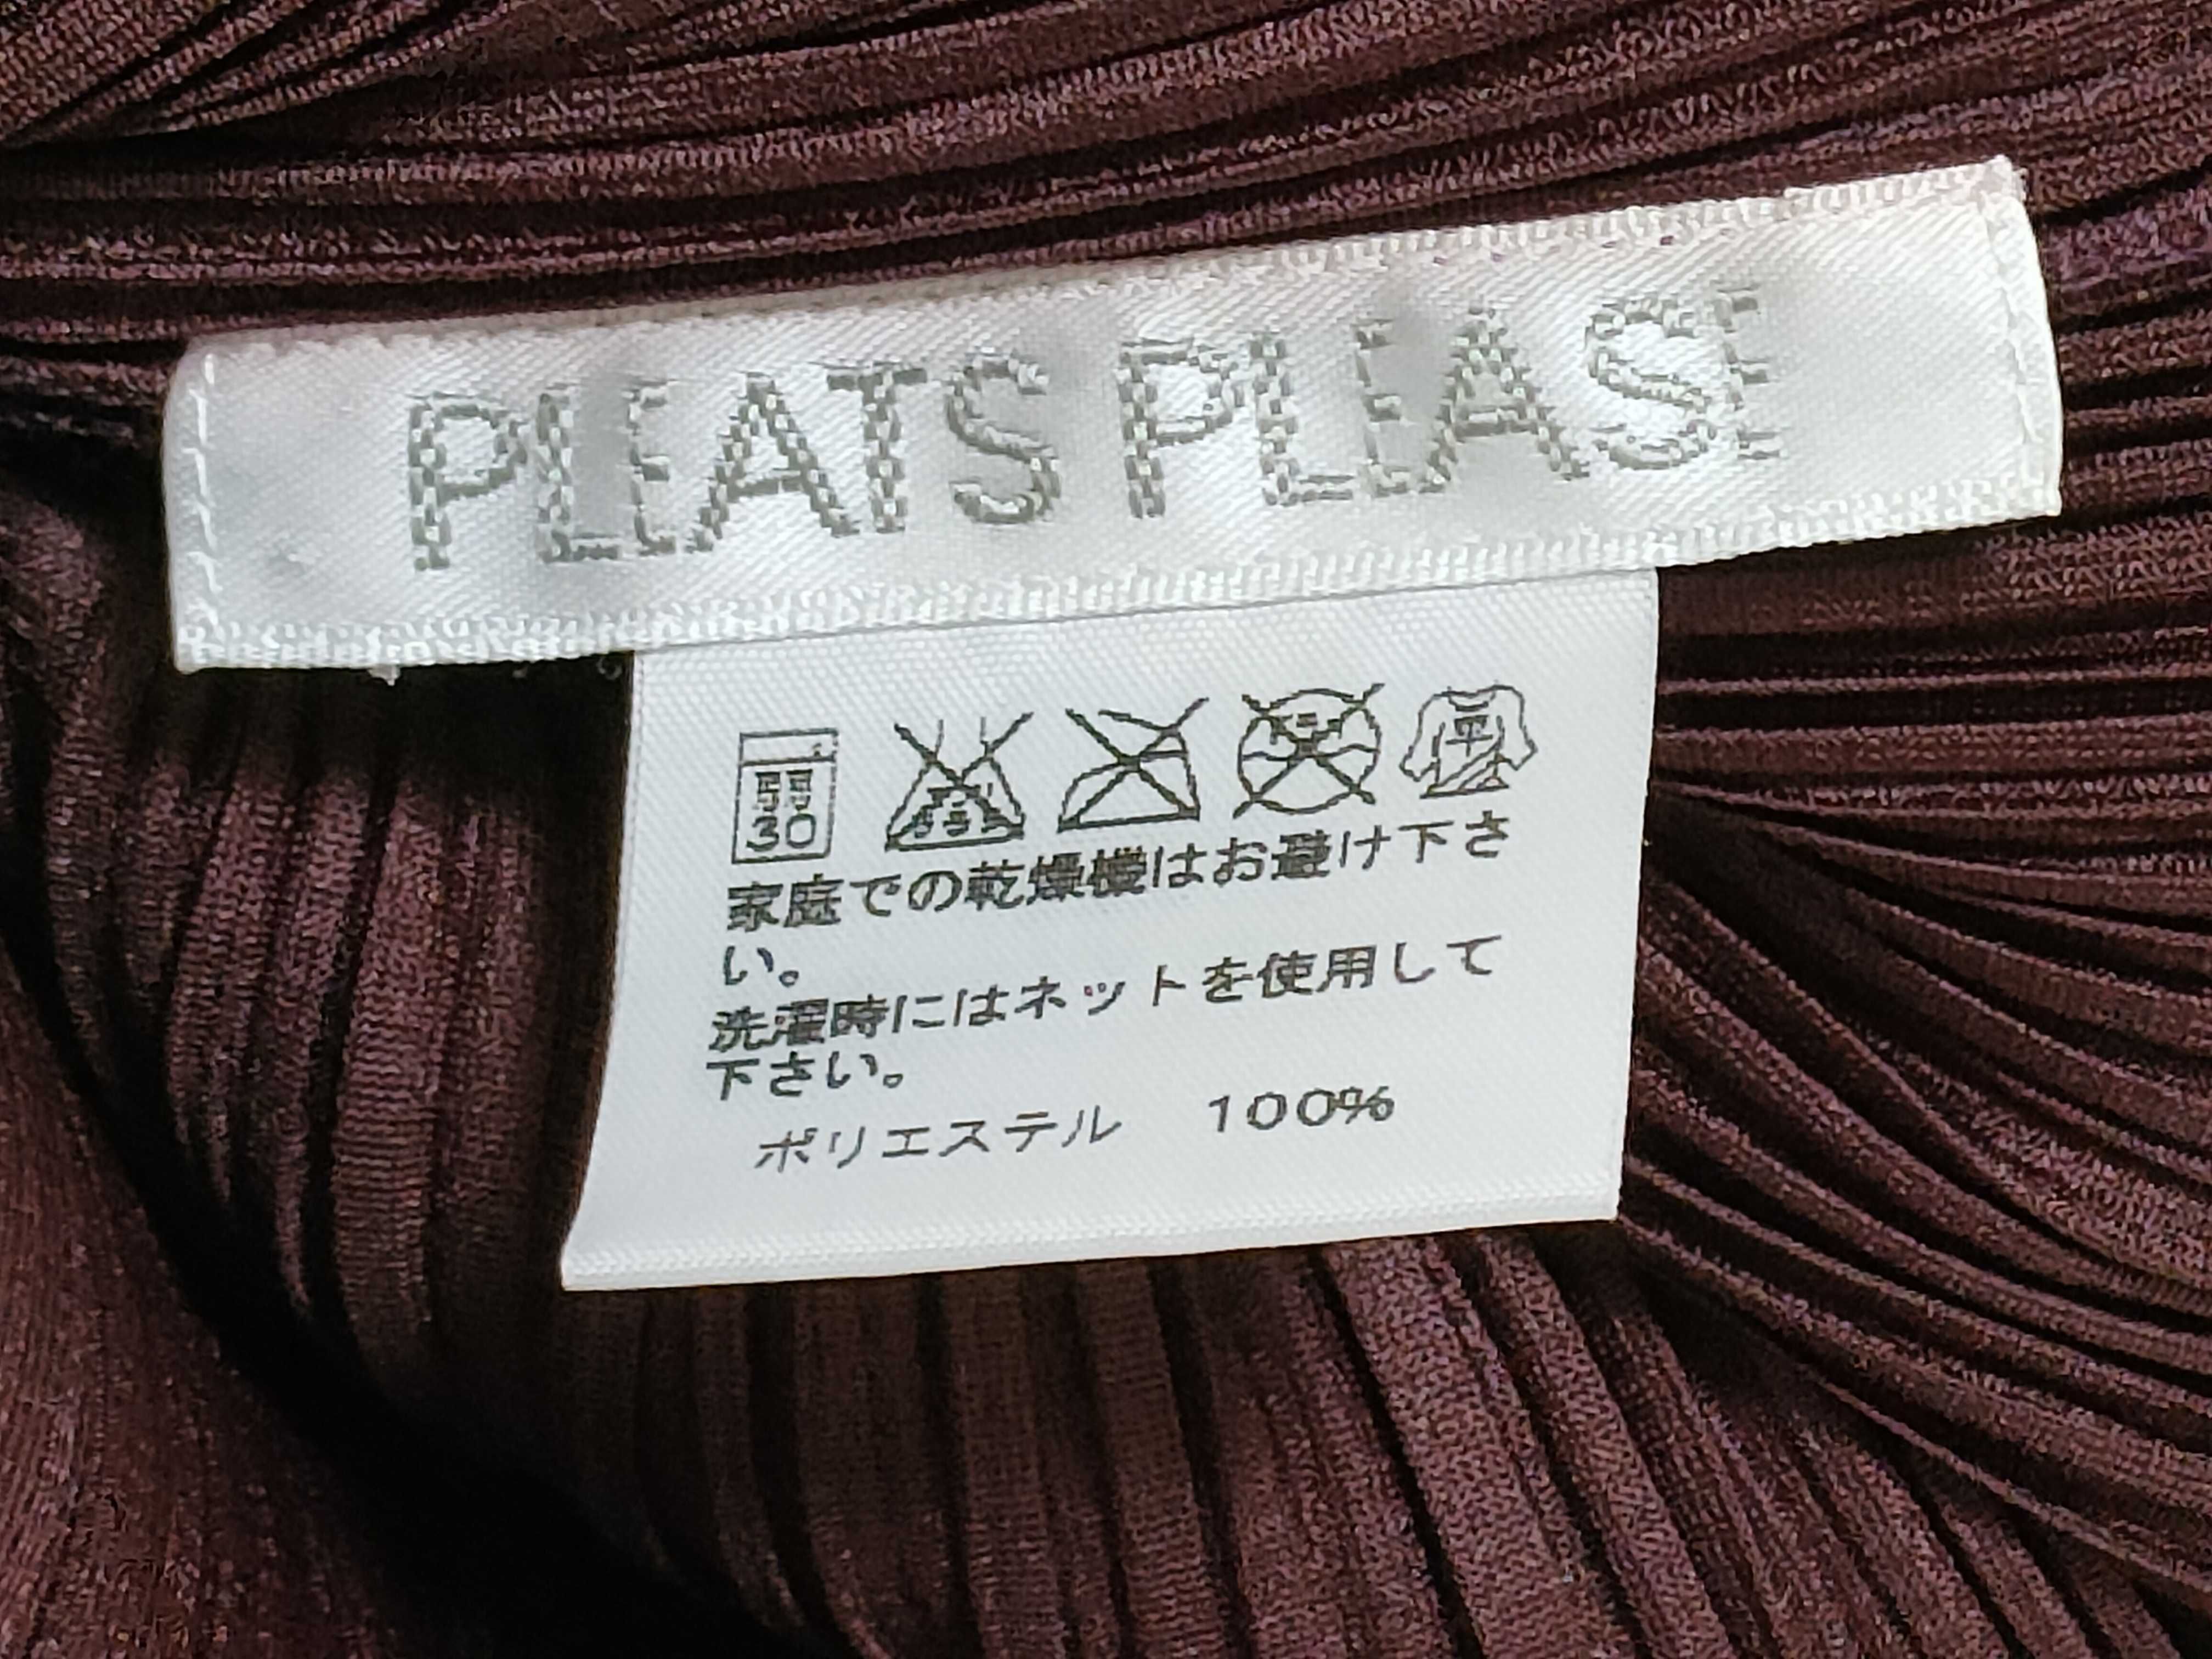 PLEATS PLEASE
弱
30
平
家庭での乾燥機はお避け下さ
い。
洗濯時にはネットを使用して
下さい。
ポリエステル 100%